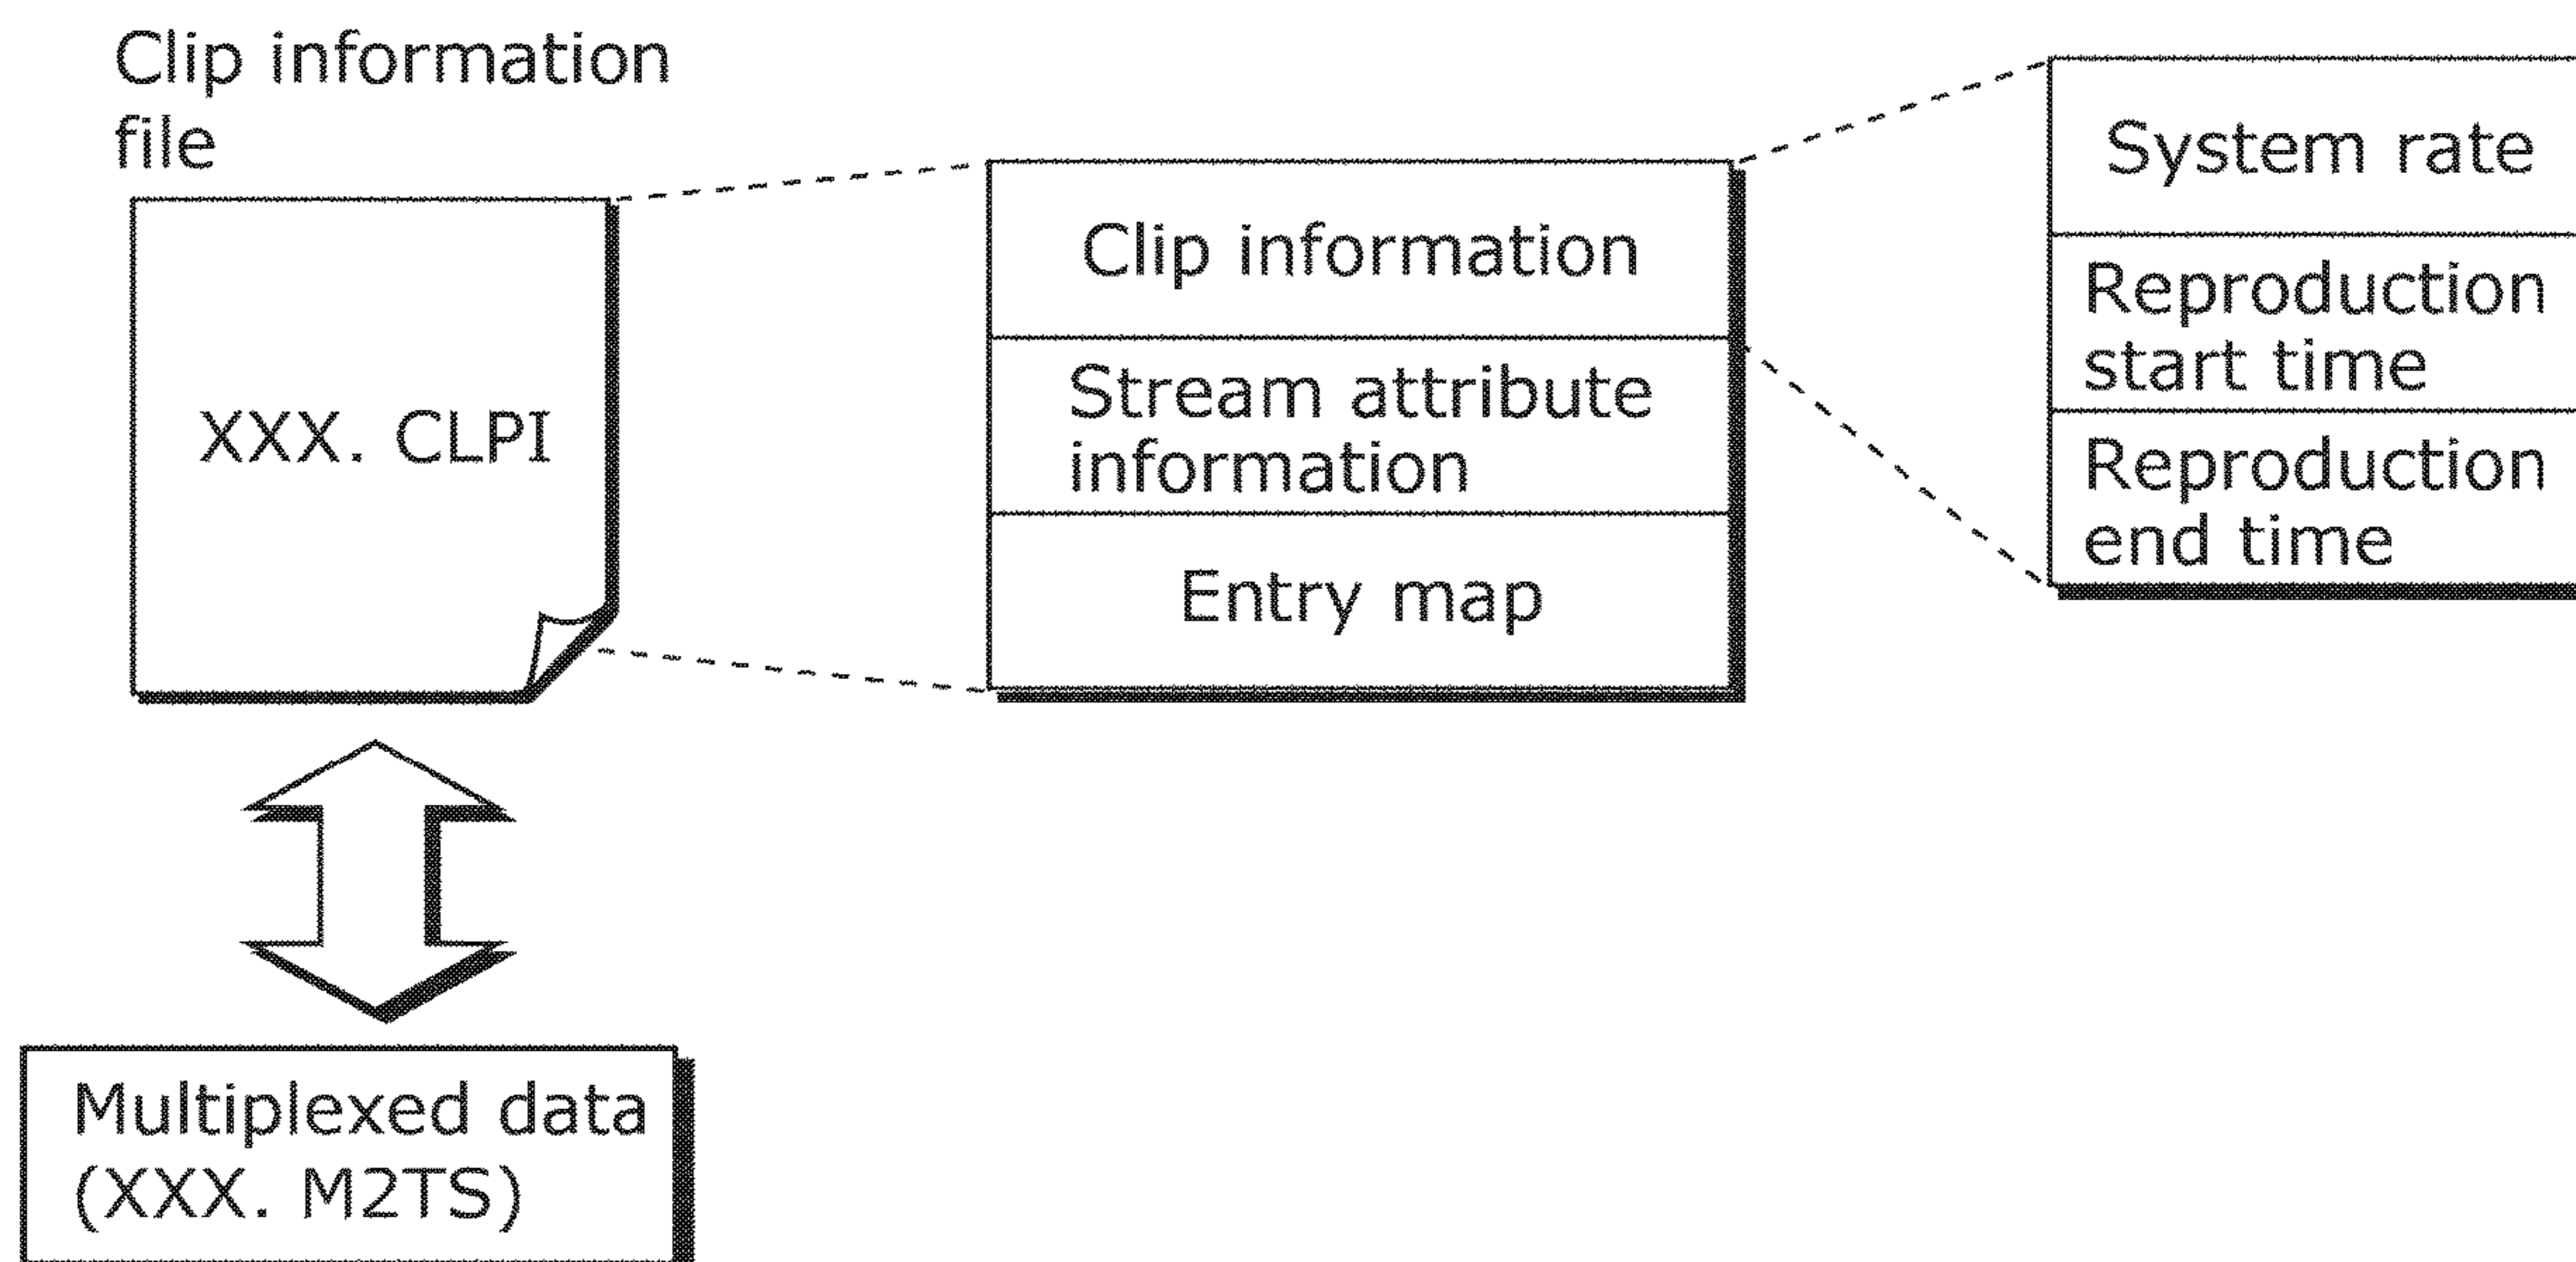 Clip information
file
XXX. CLPI
Clip information
Stream attribute
information
Entry map
System rate
Reproduction
start time
Reproduction
end time
Multiplexed data
(XXX. M2TS)